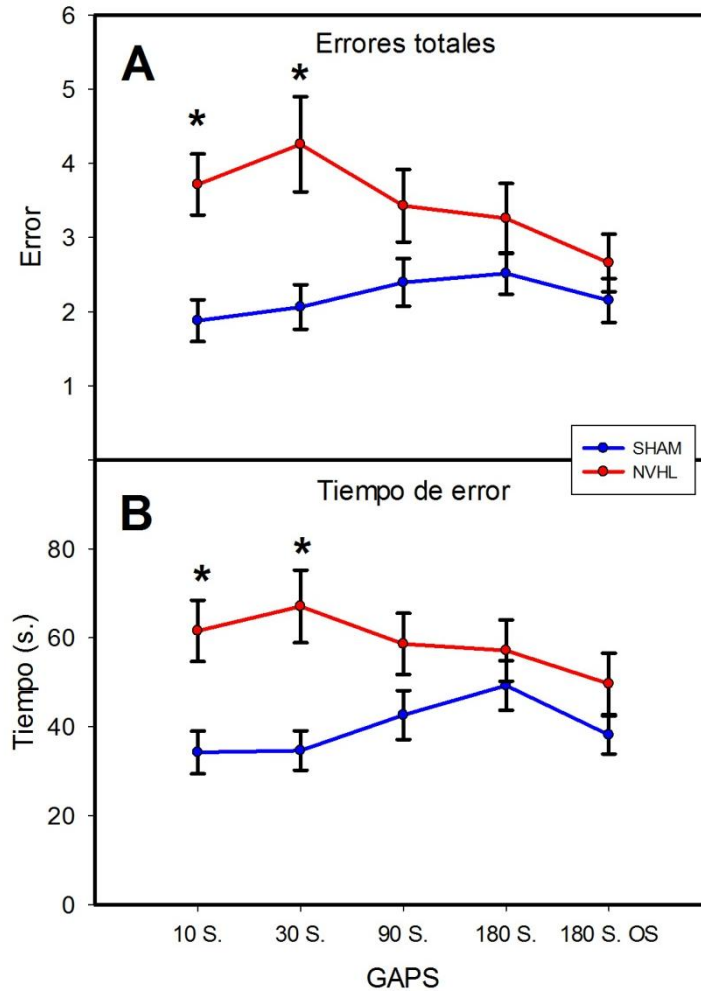 6
Errores totales
A
*
*
5
4
Error
3
2
1
SHAM
NVHL
Tiempo de error
B
*
*
80
60
Tiempo (s.)
40
20
0
10 S. 30 S. 90 S. 180 S. 180 S. OS
GAPS